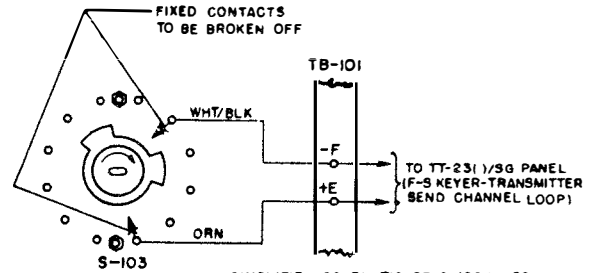 FIXED CONTACTS
TO BE BROKEN OFF
TB-101
WHT/BLK
-F
TO TT-23( )/SG PANEL
(F-S KEYER-TRANSMITTER
SEND CHANNEL LOOP)
+E
ORN
S-103